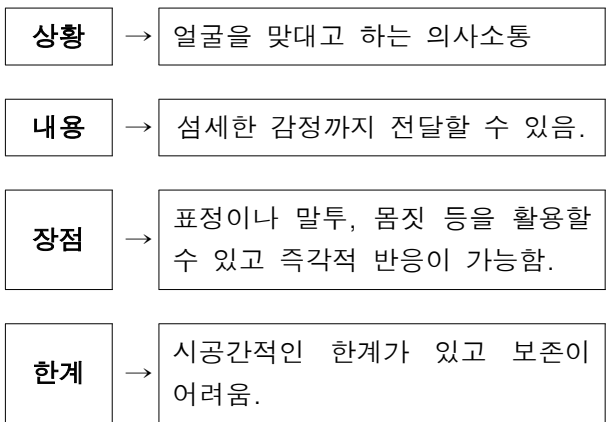 상황 → 얼굴을 맞대고 하는 의사소통
내용 → 섬세한 감정까지 전달할 수 있음.
장점 → 표정이나 말투, 몸짓 등을 활용할
수 있고 즉각적 반응이 가능함.
한계 → 시공간적인 한계가 있고 보존이
어려움.